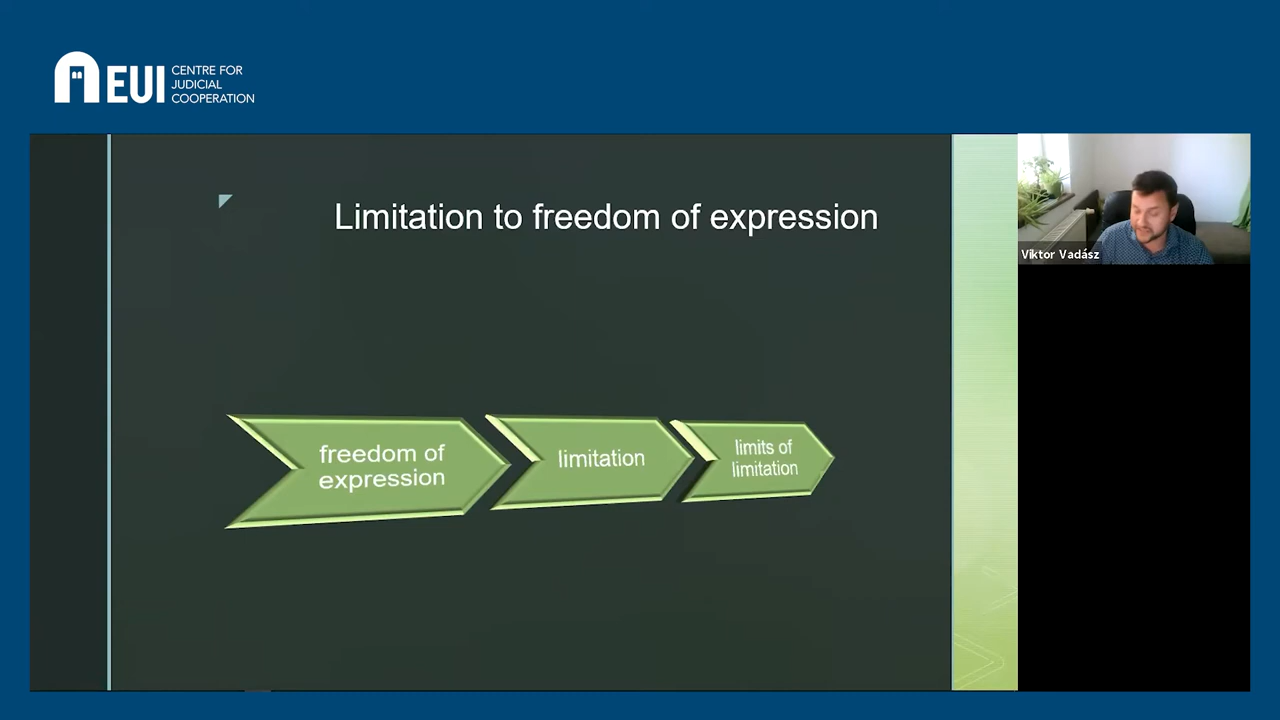 EUI
CENTRE FOR
JUDICIAL
COOPERATION
Limitation to freedom of expression
Viktor Vadász
freedom of
expression
limitation
limits of
limitation